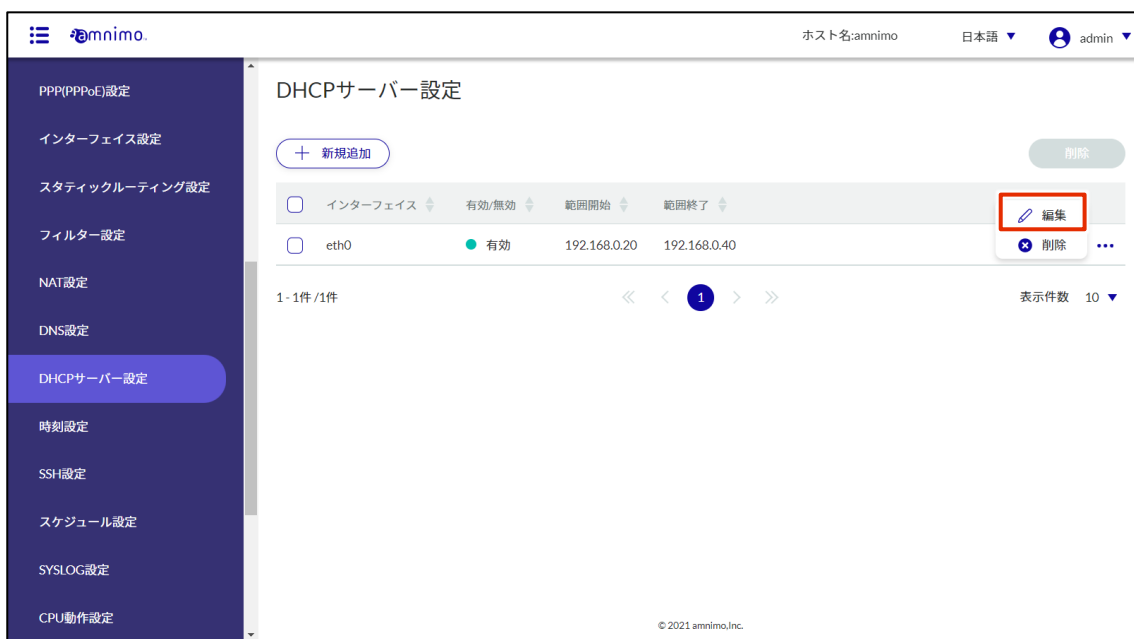 amnimo.
ホスト名:amnimo
日本語
admin
PPP(PPPoE)設定
インターフェイス設定
スタティックルーティング設定
フィルター設定
NAT設定
DNS設定
DHCPサーバー設定
時刻設定
SSH設定
スケジュール設定
SYSLOG設定
CPU動作設定
DHCPサーバー設定
新規追加
削除
インターフェイス 有効/無効 範囲開始 範囲終了
編集
eth0 有効 192.168.0.20 192.168.0.40
削除
1 - 1件 /1件
1
表示件数 10
© 2021 amnimo,Inc.